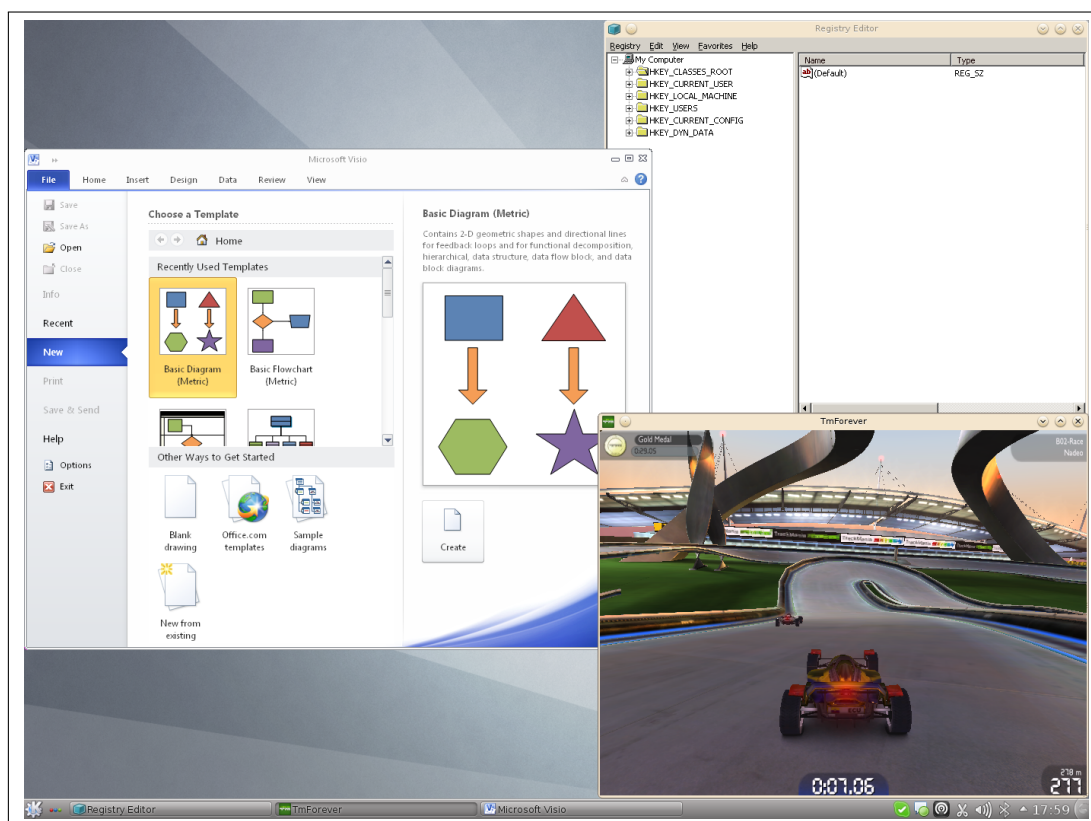 Registry Editor
Registry Edit View Favorites Help
My Computer
HKEY_CLASSES_ROOT
HKEY_CURRENT_USER
HKEY_LOCAL_MACHINE
HKEY_USERS
HKEY_CURRENT_CONFIG
HKEY_DYN_DATA
Name Type
ab (Default) REG_SZ
Microsoft Visio
File Home Insert Design Data Review View
Save
Save As
Open
Close
Info
Recent
New
Print
Save & Send
Help
Options
Exit
Choose a Template
Home
Recently Used Templates
Basic Diagram
(Metric)
Basic Flowchart
(Metric)
Other Ways to Get Started
Blank
drawing
Office.com
templates
Sample
diagrams
New from
existing
Basic Diagram (Metric)
Contains 2-D geometric shapes and directional lines
for feedback loops and for functional decomposition,
hierarchical, data structure, data flow block, and data
block diagrams.
Create
TmForever
Gold Medal
0:29.05
B02-Race
Nadeo
TrackMania
0:07.06
278 m
277
Registry Editor
TmForever
Microsoft Visio
17:59